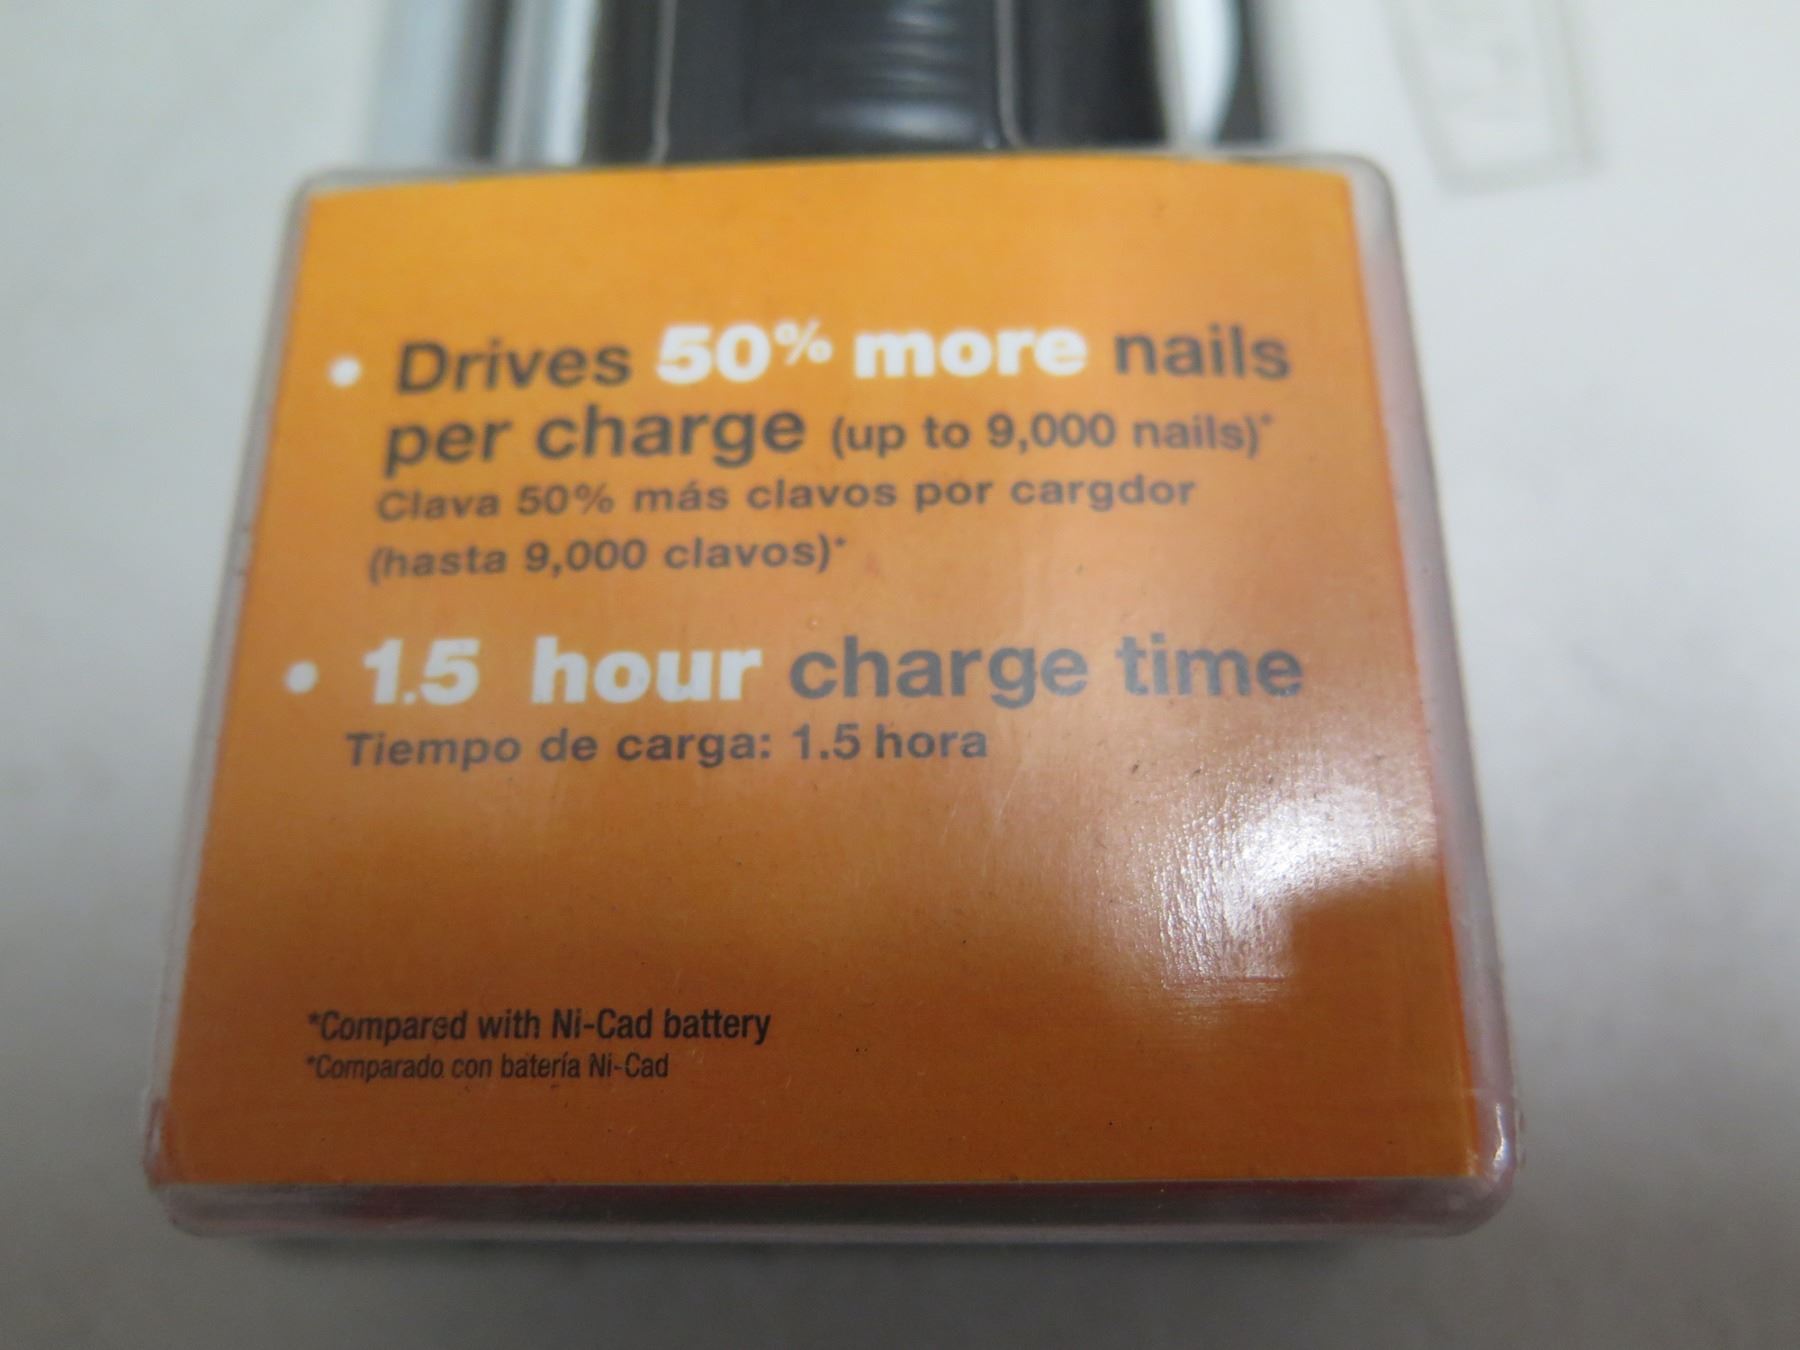 • Drives 50% more nails
per charge (up to 9,000 nails)*
Clava 50% más clavos por cargdor
(hasta 9,000 clavos)*
• 1.5 hour charge time
Tiempo de carga: 1.5 hora
*Compared with Ni-Cad battery
*Comparado con batería Ni-Cad